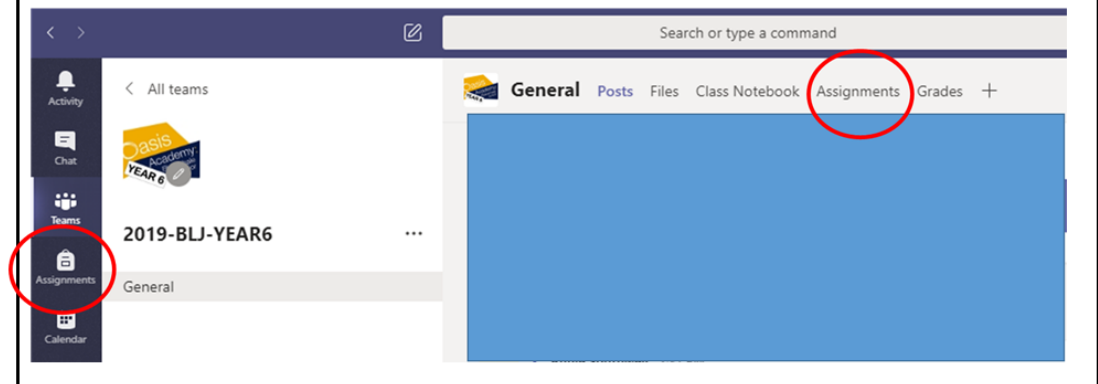 Search or type a command
Activity
Chat
Teams
Assignments
Calendar
All teams
Oasis
Academy:
YEAR 6
2019-BLJ-YEAR6
General
General Posts Files Class Notebook Assignments Grades